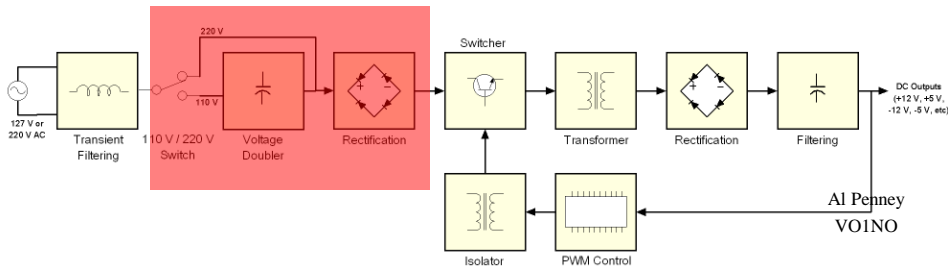 220 V
Switcher
110 V
127 V or
220 V AC
Transient
Filtering
110 V / 220 V
Switch
Voltage
Doubler
Rectification
Transformer
Rectification
Filtering
DC Outputs
(+12 V, +5 V,
-12 V, -5 V, etc)
Al Penney
VO1NO
Isolator
PWM Control